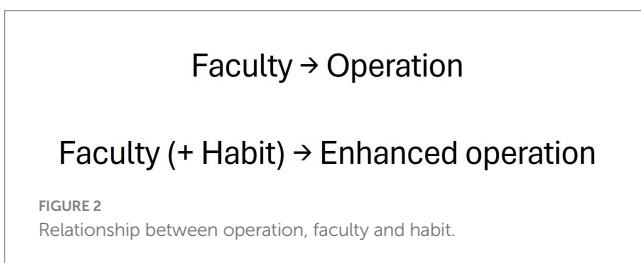 Faculty → Operation
Faculty (+ Habit) → Enhanced operation
FIGURE 2
Relationship between operation, faculty and habit.